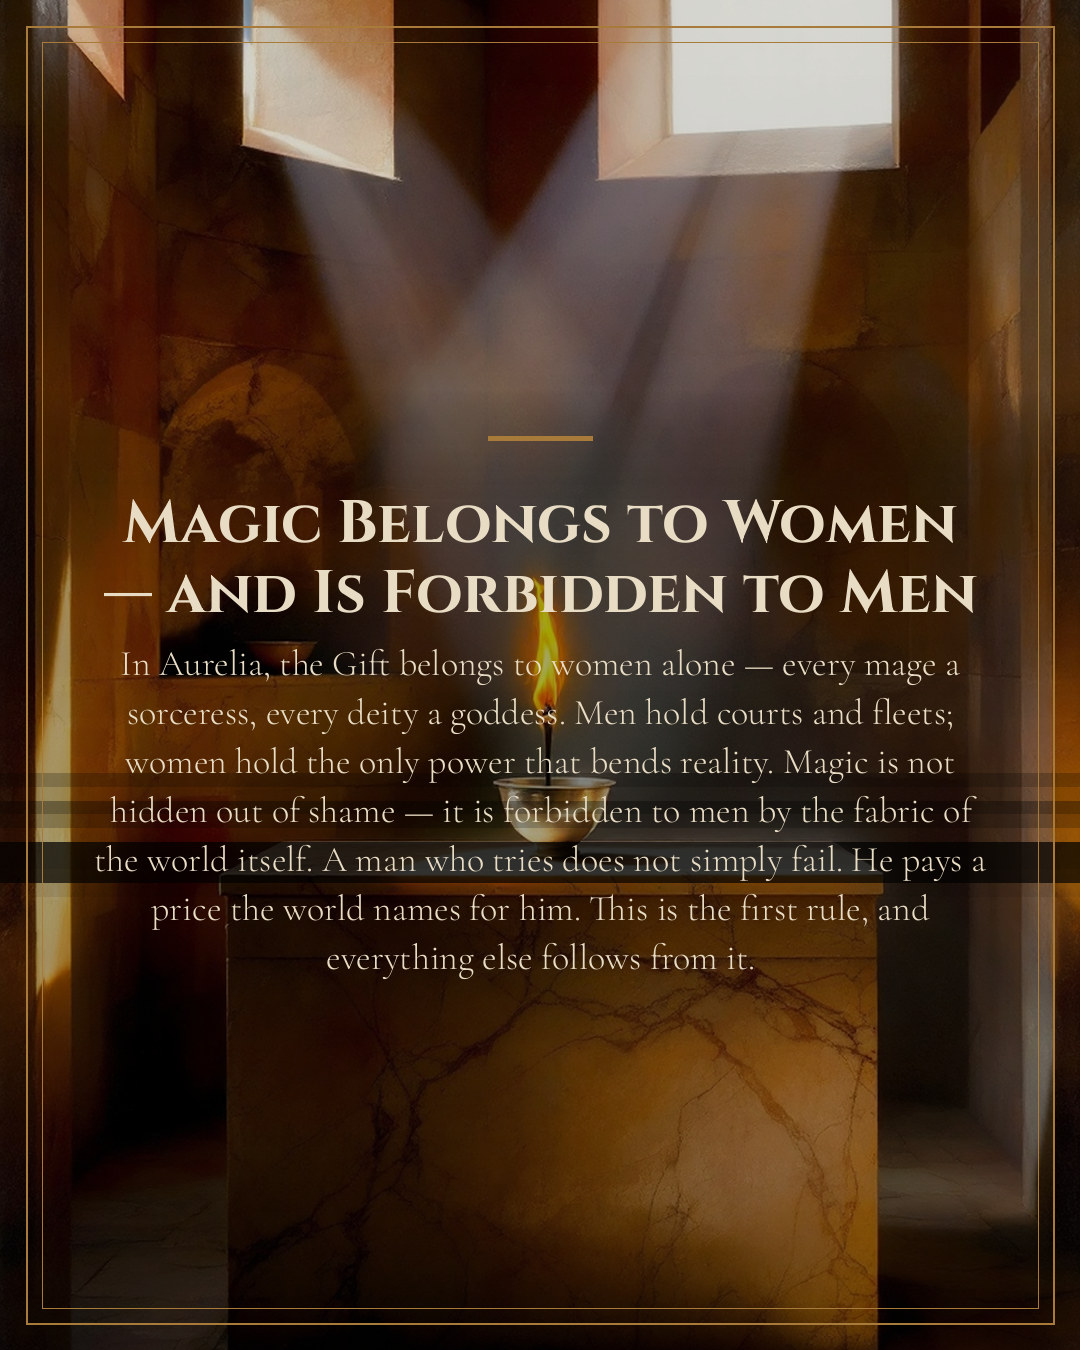 Magic Belongs to Women
— and Is Forbidden to Men
In Aurelia, the Gift belongs to women alone — every mage a
sorceress, every deity a goddess. Men hold courts and fleets;
women hold the only power that bends reality. Magic is not
hidden out of shame — it is forbidden to men by the fabric of
the world itself. A man who tries does not simply fail. He pays a
price the world names for him. This is the first rule, and
everything else follows from it.